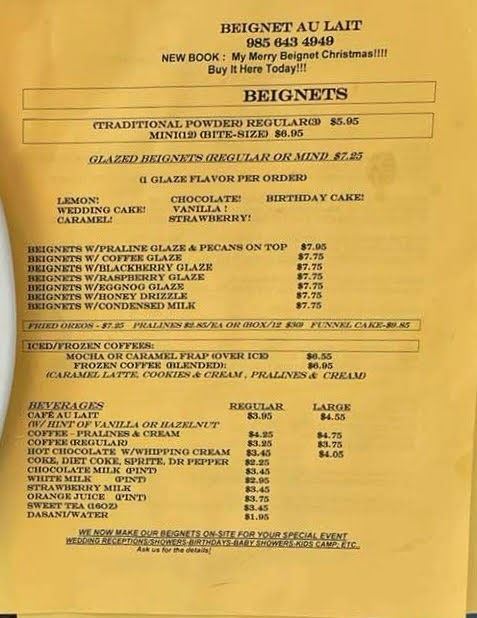 BEIGNET AU LAIT
985 643 4949
NEW BOOK : My Merry Beignet Christmas!!!!
Buy It Here Today!!!
BEIGNETS
(TRADITIONAL POWDER) REGULAR(3) $5.95
MINI(12) (BITE-SIZE) $6.95
GLAZED BEIGNETS (REGULAR OR MINI) $7.25
(1 GLAZE FLAVOR PER ORDER)
LEMON! CHOCOLATE! BIRTHDAY CAKE!
WEDDING CAKE! VANILLA !
CARAMEL! STRAWBERRY!
BEIGNETS W/PRALINE GLAZE & PECANS ON TOP $7.95
BEIGNETS W/ COFFEE GLAZE $7.75
BEIGNETS W/BLACKBERRY GLAZE $7.75
BEIGNETS W/RASPBERRY GLAZE $7.75
BEIGNETS W/EGGNOG GLAZE $7.75
BEIGNETS W/HONEY DRIZZLE $7.75
BEIGNETS W/CONDENSED MILK $7.75
FRIED OREOS - $7.25 PRALINES $2.85/EA OR (BOX/12 $30) FUNNEL CAKE-$9.85
ICED/FROZEN COFFEES:
MOCHA OR CARAMEL FRAP (OVER ICE) $6.55
FROZEN COFFEE (BLENDED): $6.95
(CARAMEL LATTE, COOKIES & CREAM , PRALINES & CREAM)
BEVERAGES REGULAR LARGE
CAFÉ AU LAIT $3.95 $4.55
(W/ HINT OF VANILLA OR HAZELNUT
COFFEE - PRALINES & CREAM $4.25 $4.75
COFFEE (REGULAR) $3.25 $3.75
HOT CHOCOLATE W/WHIPPING CREAM $3.45 $4.05
COKE, DIET COKE, SPRITE, DR PEPPER $2.25
CHOCOLATE MILK (PINT) $3.45
WHITE MILK (PINT) $2.95
STRAWBERRY MILK $3.45
ORANGE JUICE (PINT) $3.75
SWEET TEA (16OZ) $3.45
DASANI/WATER $1.95
WE NOW MAKE OUR BEIGNETS ON-SITE FOR YOUR SPECIAL EVENT
WEDDING RECEPTIONS/SHOWERS-BIRTHDAYS-BABY SHOWERS-KIDS CAMP, ETC..
Ask us for the details!